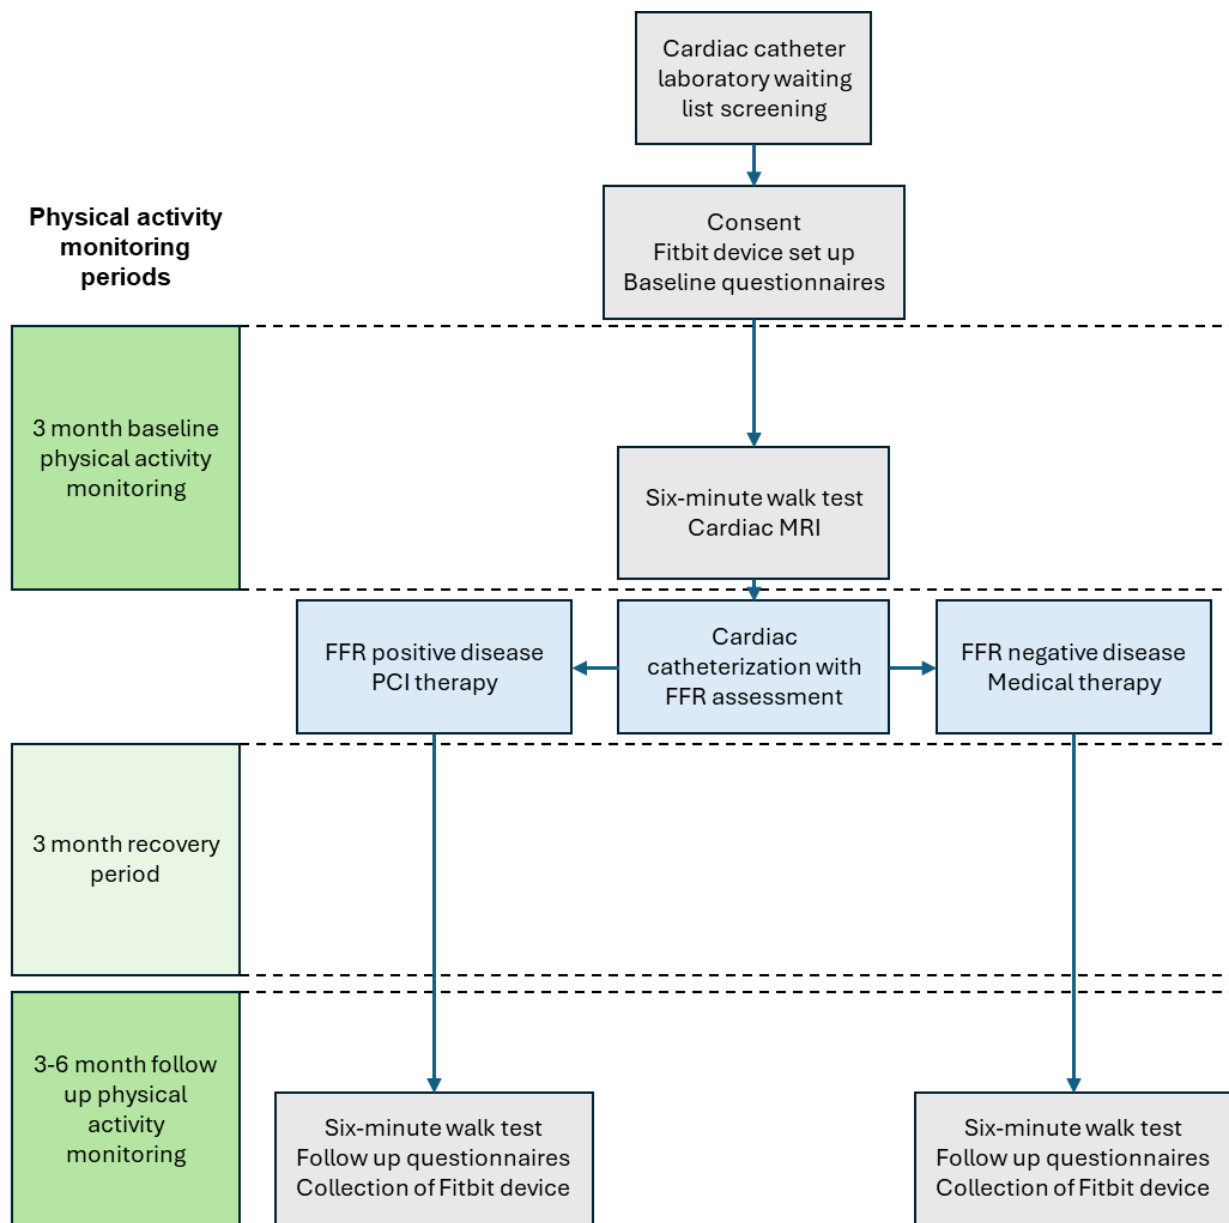 Cardiac catheter
laboratory waiting
list screening
Physical activity
monitoring
periods
Consent
Fitbit device set up
Baseline questionnaires
3 month baseline
physical activity
monitoring
Six-minute walk test
Cardiac MRI
FFR positive disease
PCI therapy
Cardiac
catheterization with
FFR assessment
FFR negative disease
Medical therapy
3 month recovery
period
3-6 month follow
up physical
activity
monitoring
Six-minute walk test
Follow up questionnaires
Collection of Fitbit device
Six-minute walk test
Follow up questionnaires
Collection of Fitbit device